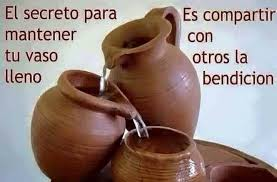 El secreto para
mantener
tu vaso
lleno
Es compartir
con
otros la
bendicion